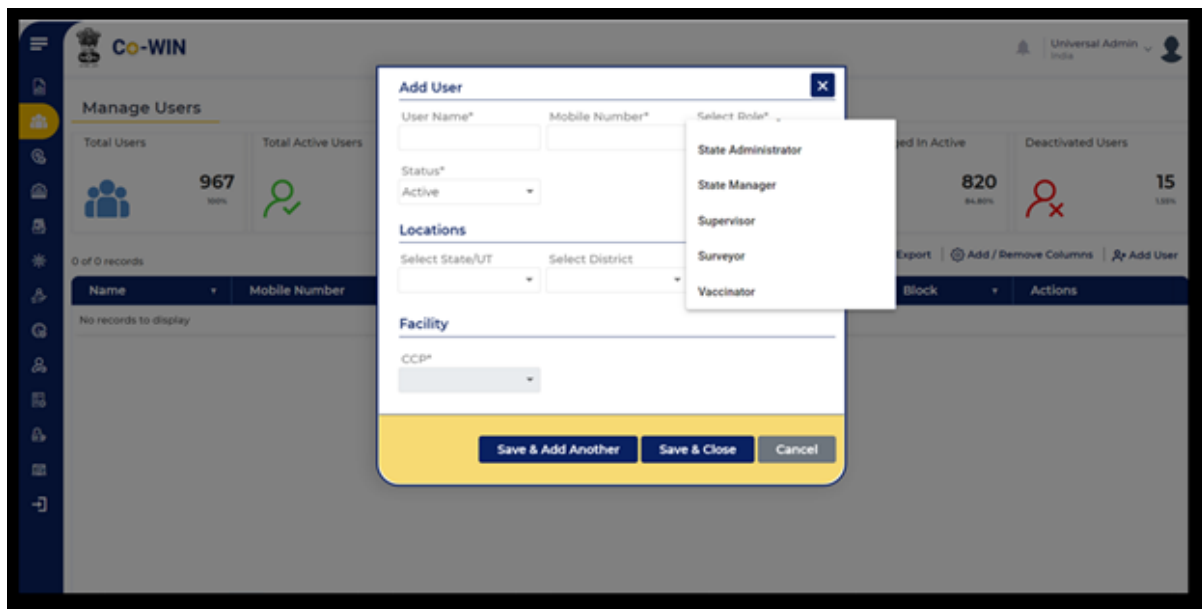 Co-WIN
Universal Admin
India
Manage Users
Total Users
967
100%
Total Active Users
ged In Active
820
84.80%
Deactivated Users
15
1.55%
0 of 0 records
Export
Add / Remove Columns
Add User
Name
Mobile Number
Block
Actions
No records to display
Add User
User Name*
Mobile Number*
Select Role*
State Administrator
State Manager
Supervisor
Surveyor
Vaccinator
Status*
Active
Locations
Select State/UT
Select District
Facility
CCP*
Save & Add Another
Save & Close
Cancel